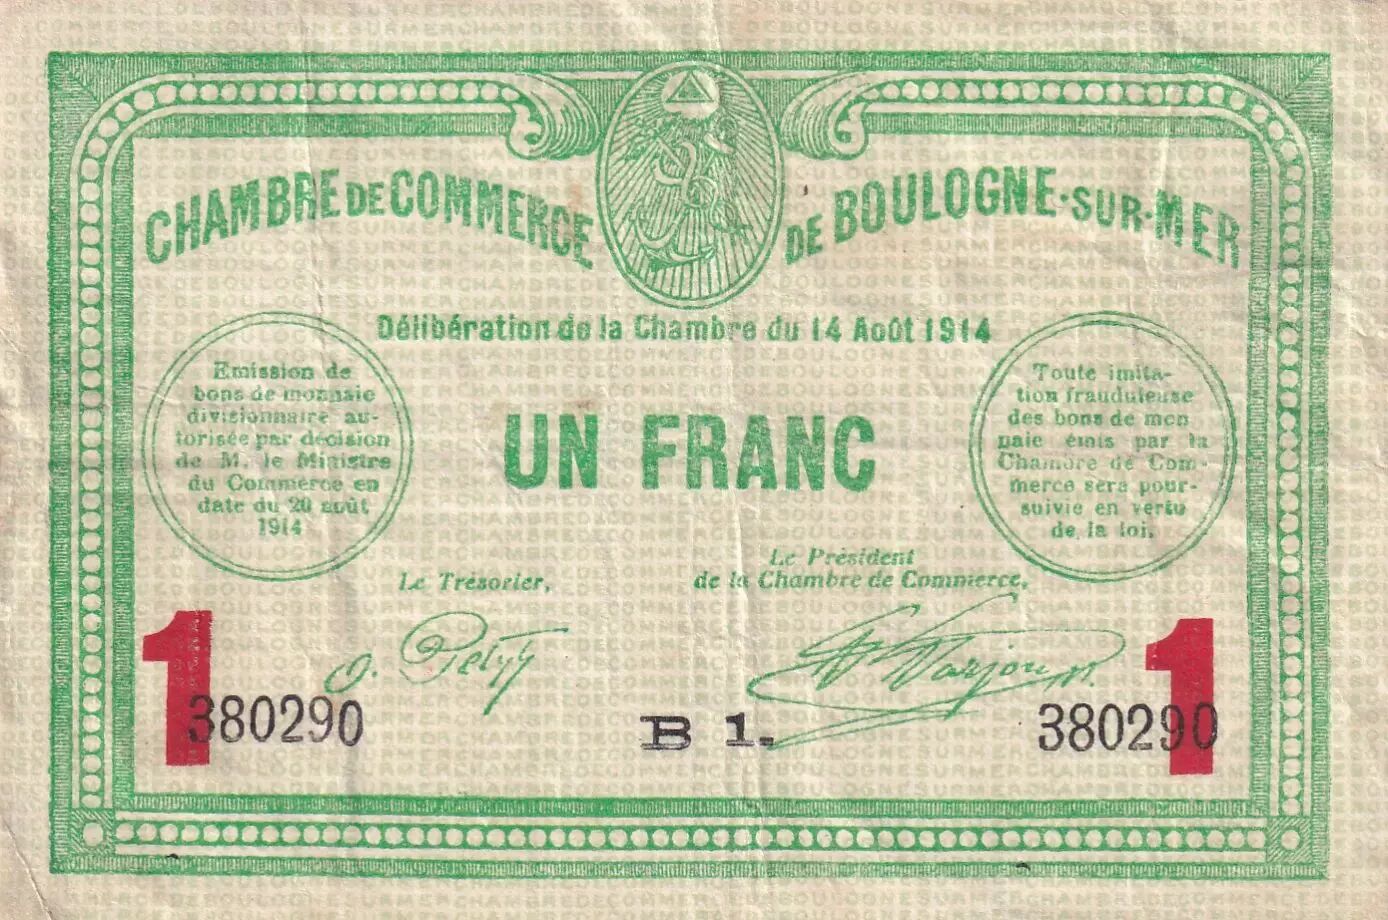 CHAMBRE DE COMMERCE DE BOULOGNE-SUR-MER
Délibération de la Chambre du 14 Août 1914
Emission de
bons de monnaie
divisionnaire au-
torisée par décision
de M. le Ministre
du Commerce en
date du 20 août
1914
UN FRANC
Toute imita-
tion frauduleuse
des bons de mon
naie émis par la
Chambre de Com-
merce sera pour-
suivie en vertu
de la loi.
Le Trésorier,
Le Président
de la Chambre de Commerce,
1
380290
B 1.
380290
1